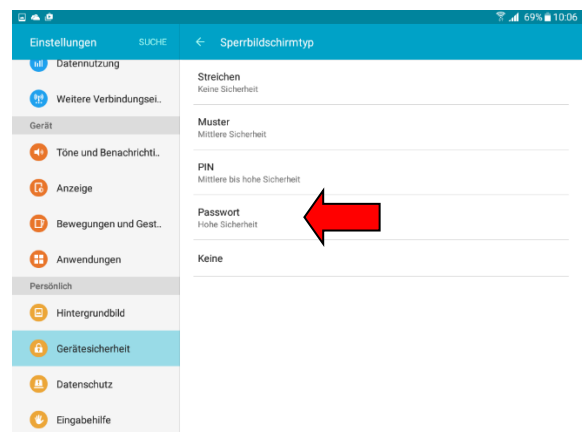 69% 10:06
Einstellungen SUCHE
Sperrbildschirmtyp
Datennutzung
Weitere Verbindungsei..
Gerät
Töne und Benachrichti..
Anzeige
Bewegungen und Gest..
Anwendungen
Persönlich
Hintergrundbild
Gerätesicherheit
Datenschutz
Eingabehilfe
Streichen
Keine Sicherheit
Muster
Mittlere Sicherheit
PIN
Mittlere bis hohe Sicherheit
Passwort
Hohe Sicherheit
Keine